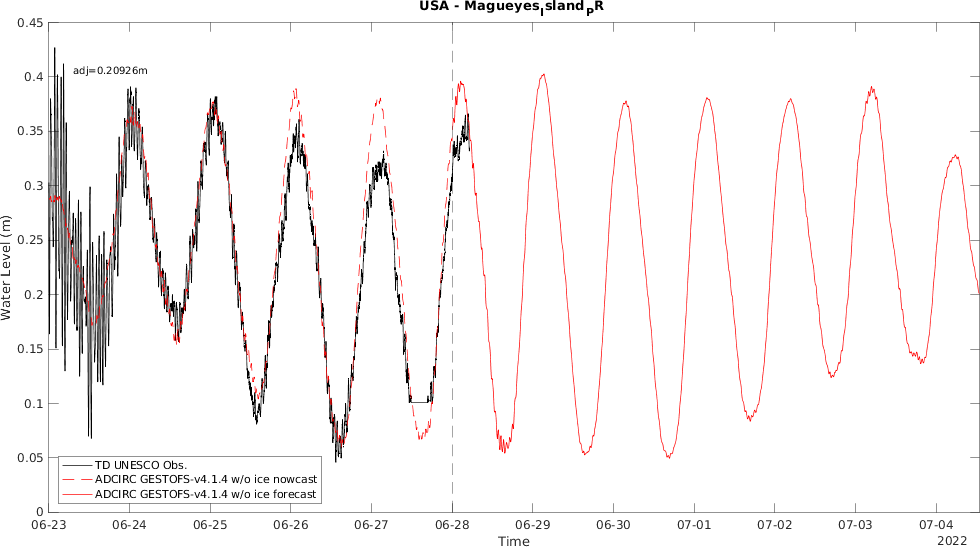 USA - Magueyes Island PR
0.45
0.4
0.35
0.3
0.25
0.2
0.15
0.1
0.05
0
Water Level (m)
adj=0.20926m
TD UNESCO Obs.
ADCIRC GESTOFS-v4.1.4 w/o ice nowcast
ADCIRC GESTOFS-v4.1.4 w/o ice forecast
06-23 06-24 06-25 06-26 06-27 06-28 06-29 06-30 07-01 07-02 07-03 07-04
Time
2022